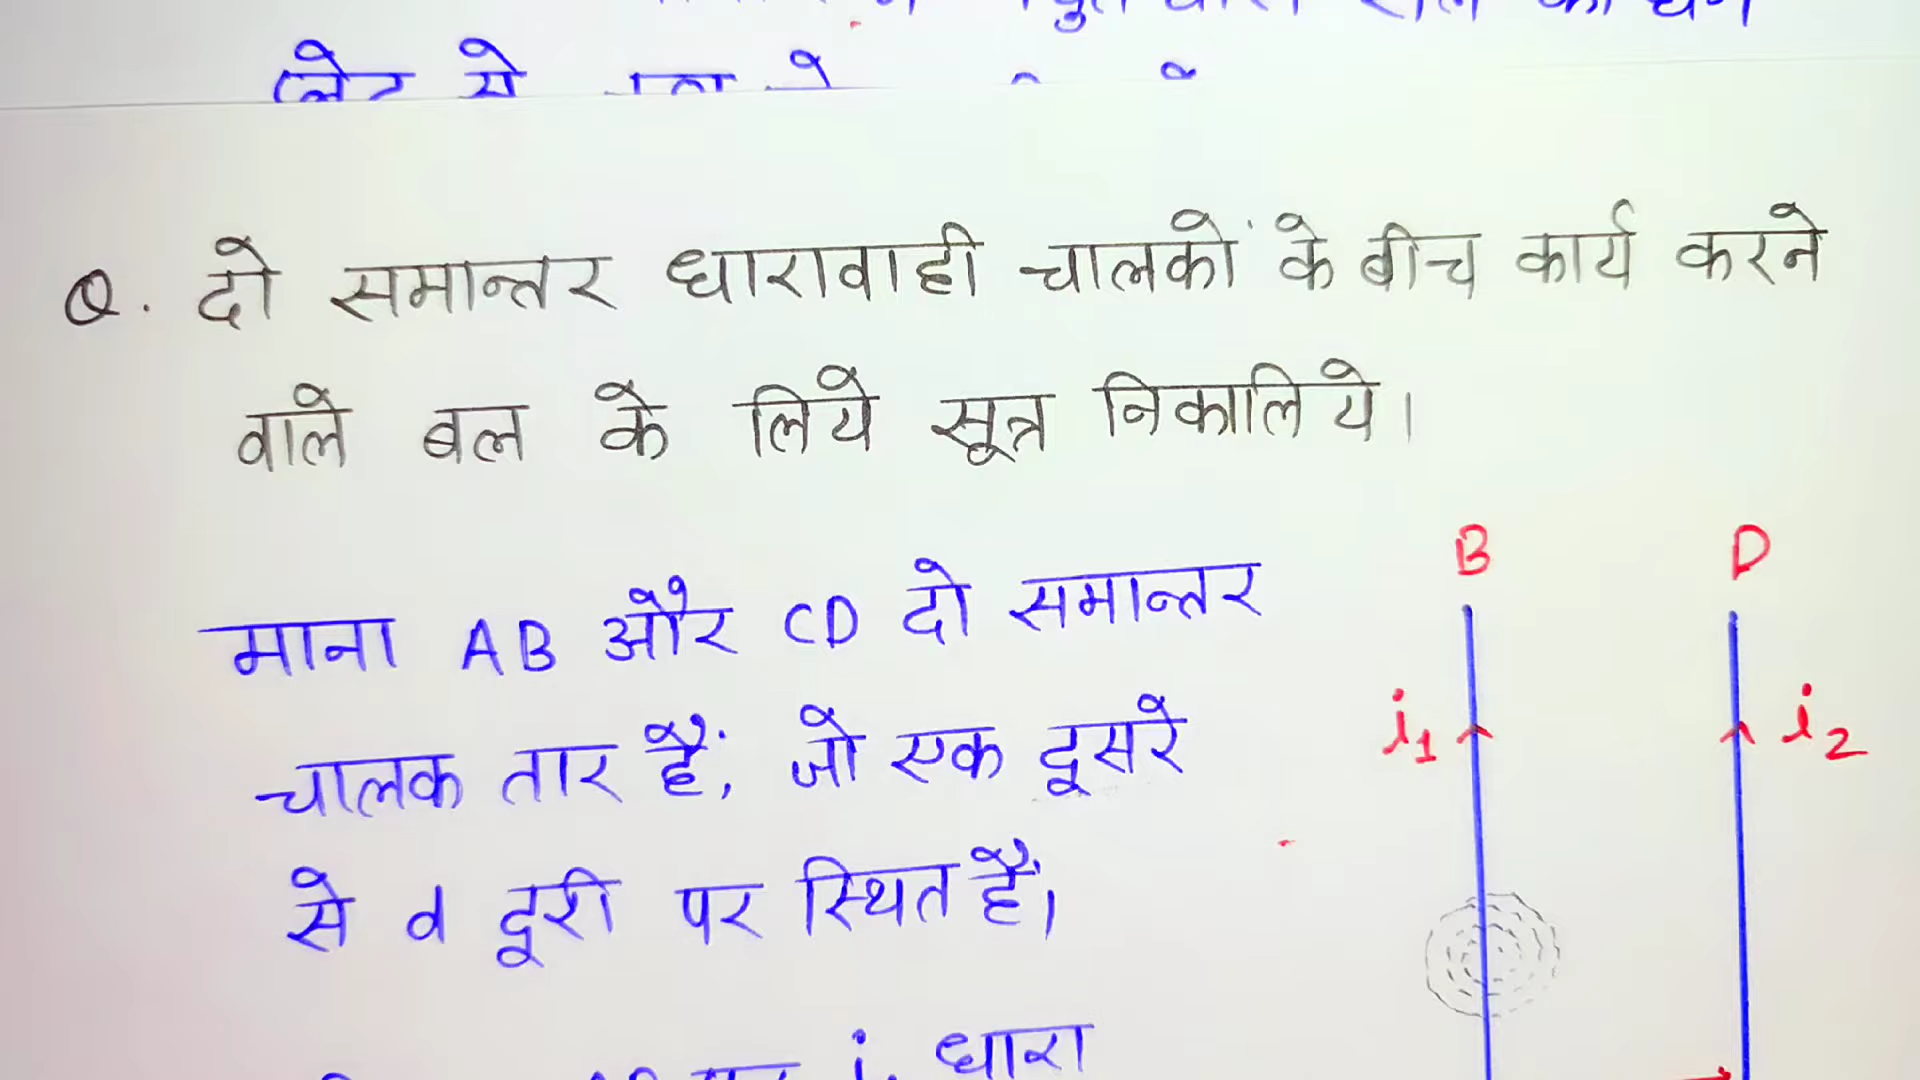 प्लेट से
Q. दो समान्तर धारावाही चालकों के बीच कार्य करने
वाले बल के लिये सूत्र निकालिये।
माना AB और CD दो समान्तर
चालक तार हैं, जो एक दूसरे
से d दूरी पर स्थित हैं।
धारा
B
D
i1
i2